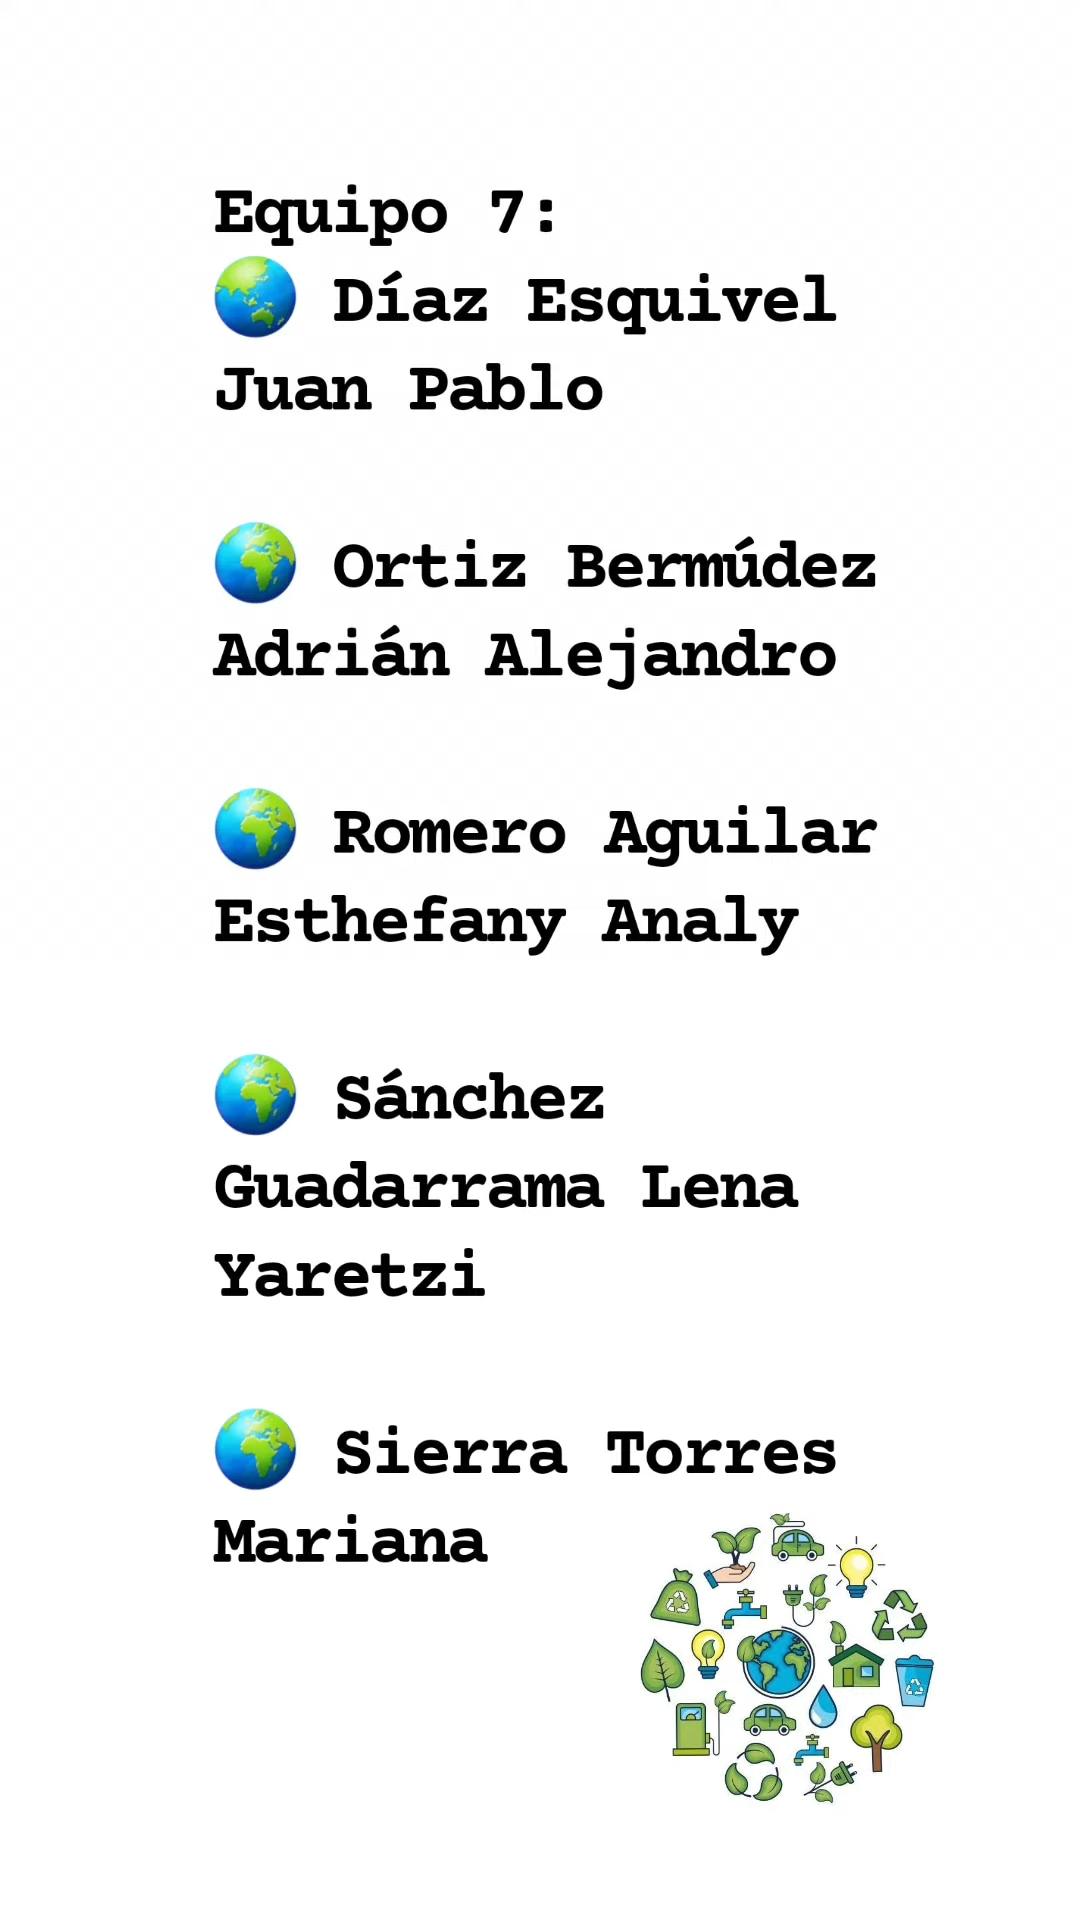 Equipo 7:
🌏 Díaz Esquivel
Juan Pablo
🌍 Ortiz Bermúdez
Adrián Alejandro
🌍 Romero Aguilar
Esthefany Analy
🌍 Sánchez
Guadarrama Lena
Yaretzi
🌍 Sierra Torres
Mariana